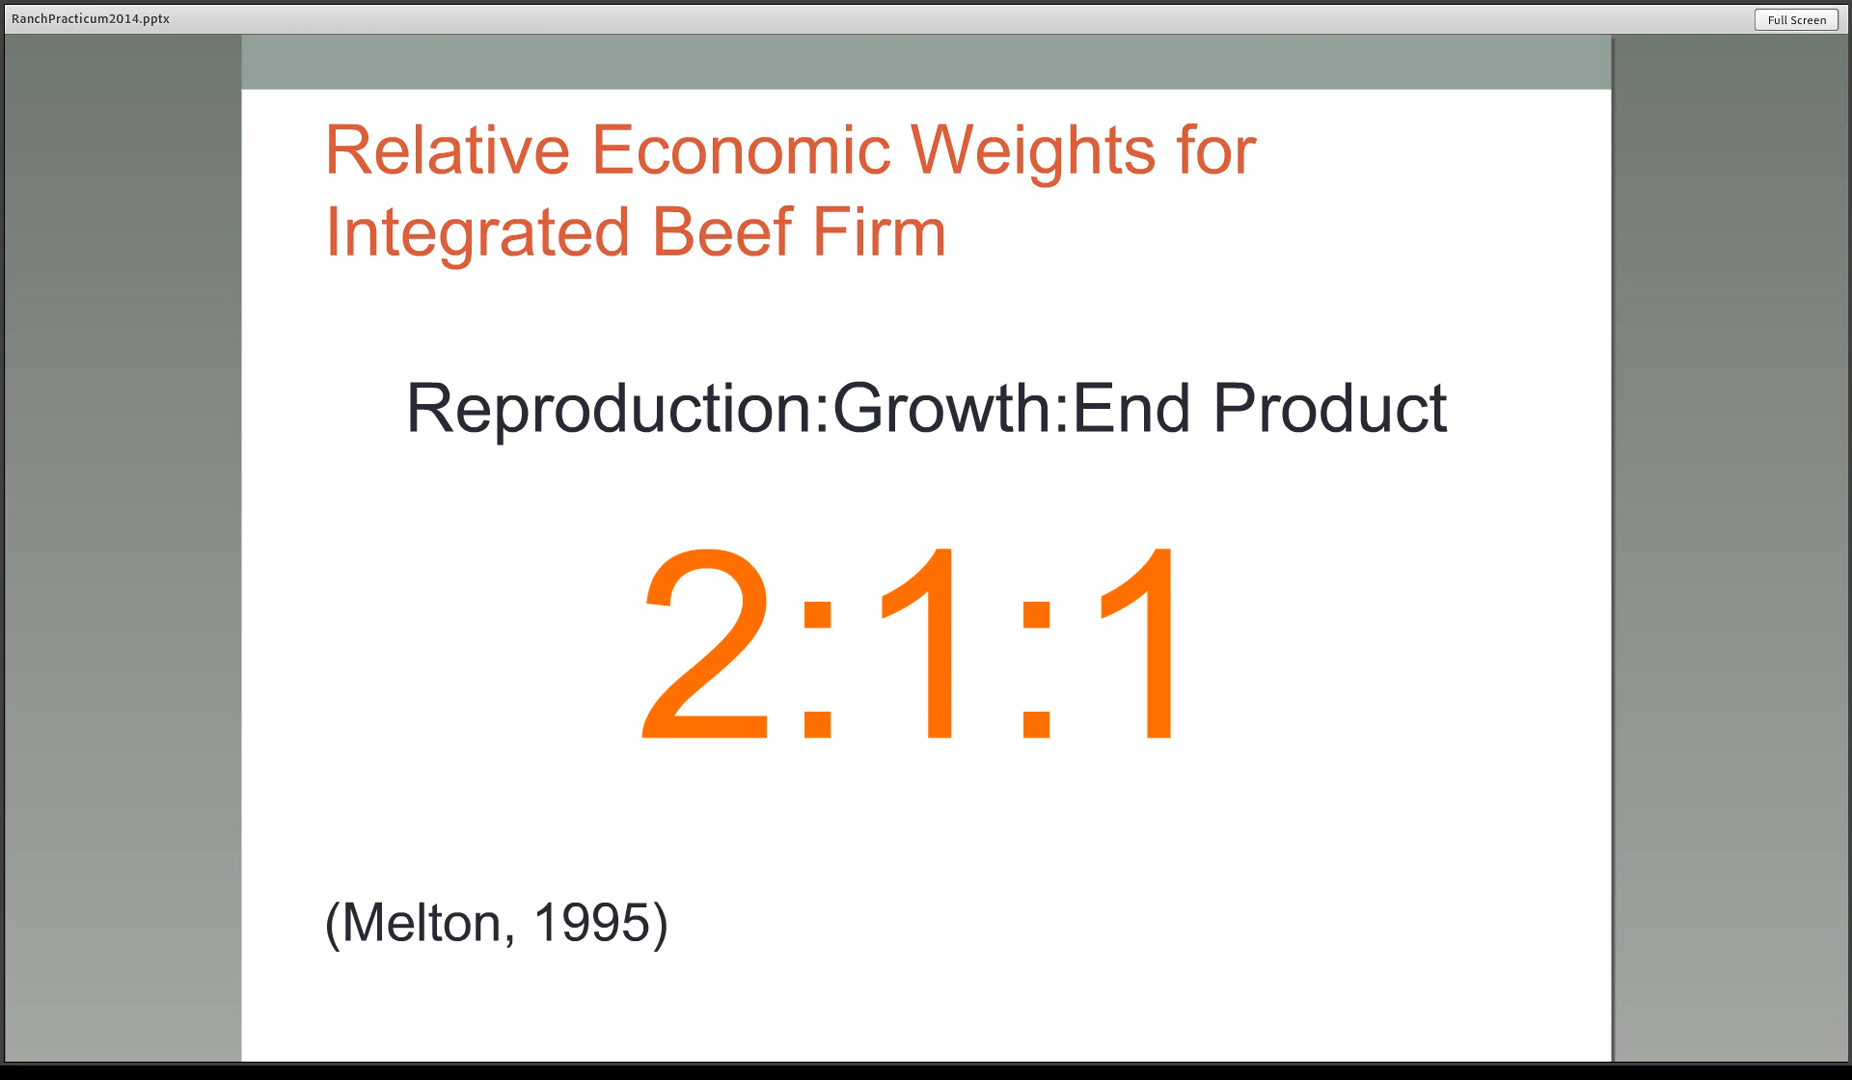 RanchPracticum2014.pptx
Full Screen
Relative Economic Weights for
Integrated Beef Firm
Reproduction:Growth:End Product
2:1:1
(Melton, 1995)